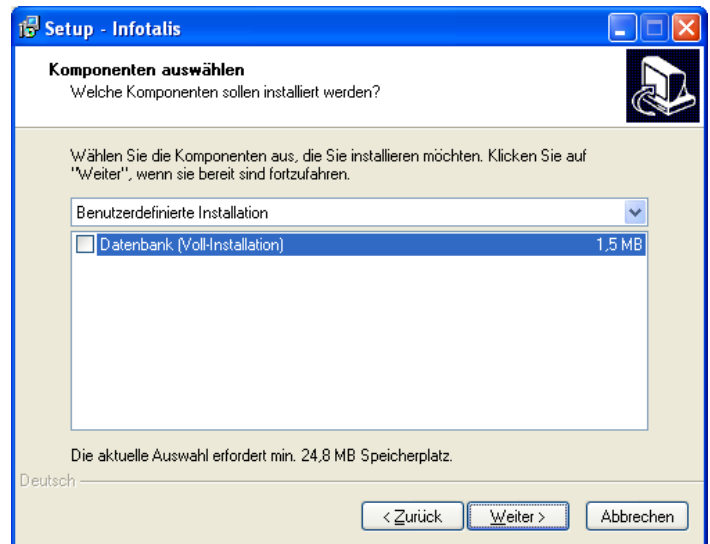 Setup - Infotalis
Komponenten auswählen
Welche Komponenten sollen installiert werden?
Wählen Sie die Komponenten aus, die Sie installieren möchten. Klicken Sie auf
"Weiter", wenn sie bereit sind fortzufahren.
Benutzerdefinierte Installation
Datenbank (Voll-Installation) 1,5 MB
Die aktuelle Auswahl erfordert min. 24,8 MB Speicherplatz.
Deutsch
< Zurück Weiter > Abbrechen